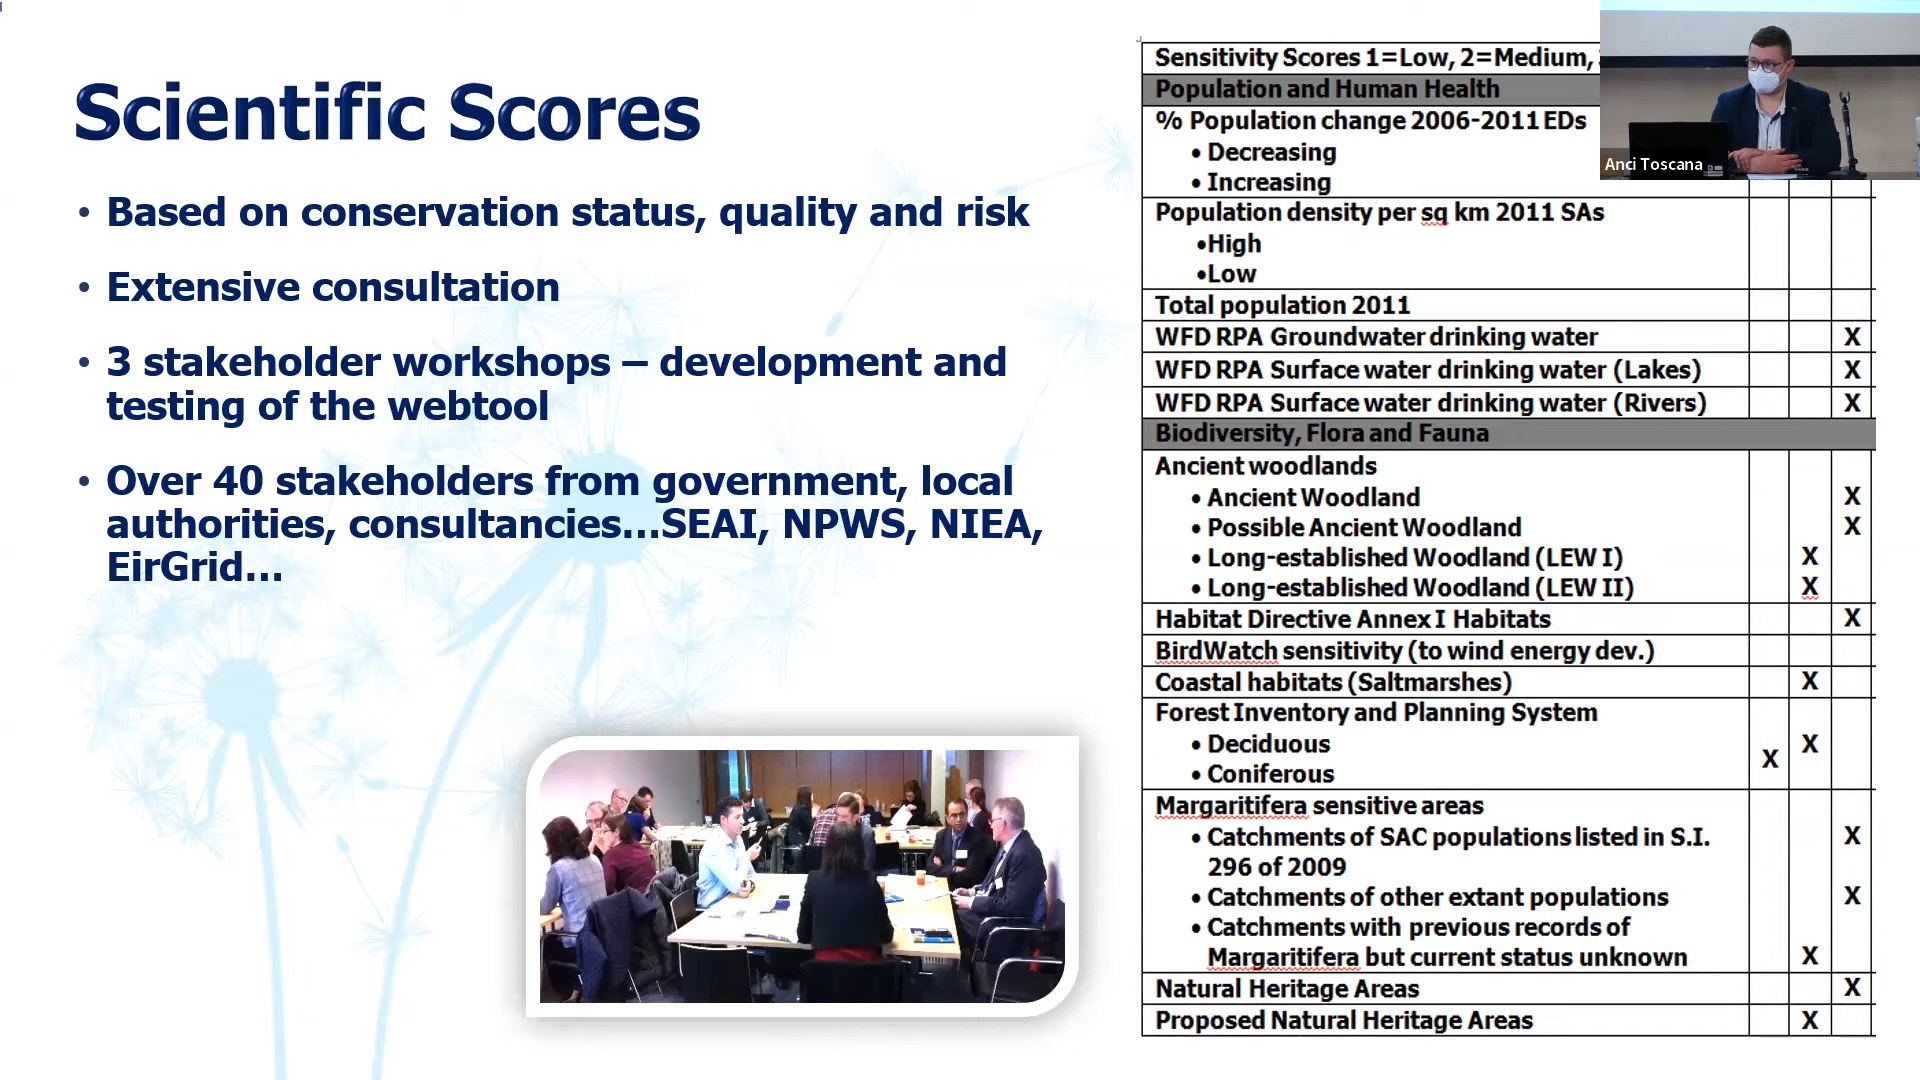 Scientific Scores
• Based on conservation status, quality and risk
• Extensive consultation
• 3 stakeholder workshops – development and
testing of the webtool
• Over 40 stakeholders from government, local
authorities, consultancies...SEAI, NPWS, NIEA,
EirGrid...
Sensitivity Scores 1=Low, 2=Medium,
Population and Human Health
% Population change 2006-2011 EDs
• Decreasing
• Increasing
Population density per sq km 2011 SAs
•High
•Low
Total population 2011
WFD RPA Groundwater drinking water X
WFD RPA Surface water drinking water (Lakes) X
WFD RPA Surface water drinking water (Rivers) X
Biodiversity, Flora and Fauna
Ancient woodlands
• Ancient Woodland X
• Possible Ancient Woodland X
• Long-established Woodland (LEW I) X
• Long-established Woodland (LEW II) X
Habitat Directive Annex I Habitats X
BirdWatch sensitivity (to wind energy dev.)
Coastal habitats (Saltmarshes) X
Forest Inventory and Planning System
• Deciduous X
X
• Coniferous
Margaritifera sensitive areas
• Catchments of SAC populations listed in S.I. X
296 of 2009
• Catchments of other extant populations X
• Catchments with previous records of
Margaritifera but current status unknown X
Natural Heritage Areas X
Proposed Natural Heritage Areas X
Anci Toscana